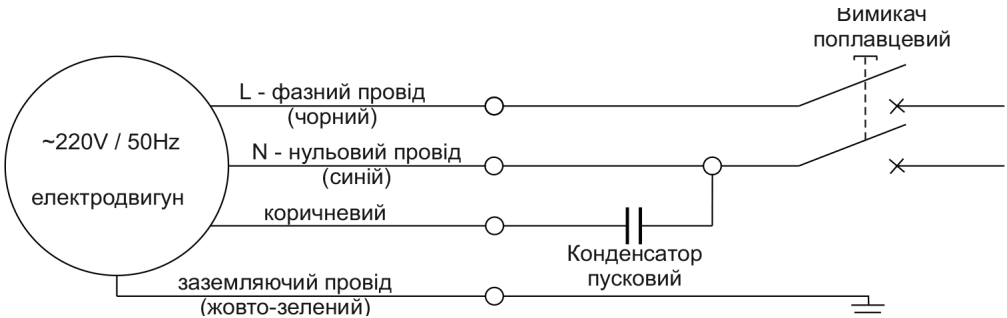 Вимикач
поплавцевий
L - фазний провід
(чорний)
~220V / 50Hz
N - нульовий провід
(синій)
електродвигун
коричневий
Конденсатор
пусковий
заземляючий провід
(жовто-зелений)